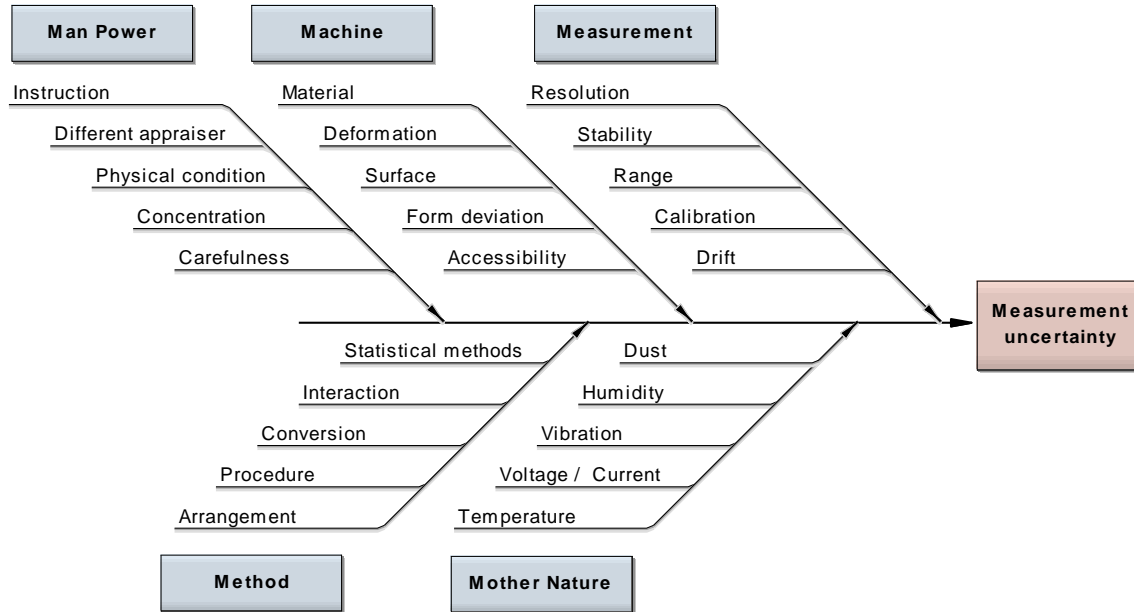 Man Power
Machine
Measurement
Instruction
Material
Resolution
Different appraiser
Deformation
Stability
Physical condition
Surface
Range
Concentration
Form deviation
Calibration
Carefulness
Accessibility
Drift
Measurement
uncertainty
Statistical methods
Dust
Interaction
Humidity
Conversion
Vibration
Procedure
Voltage / Current
Arrangement
Temperature
Method
Mother Nature